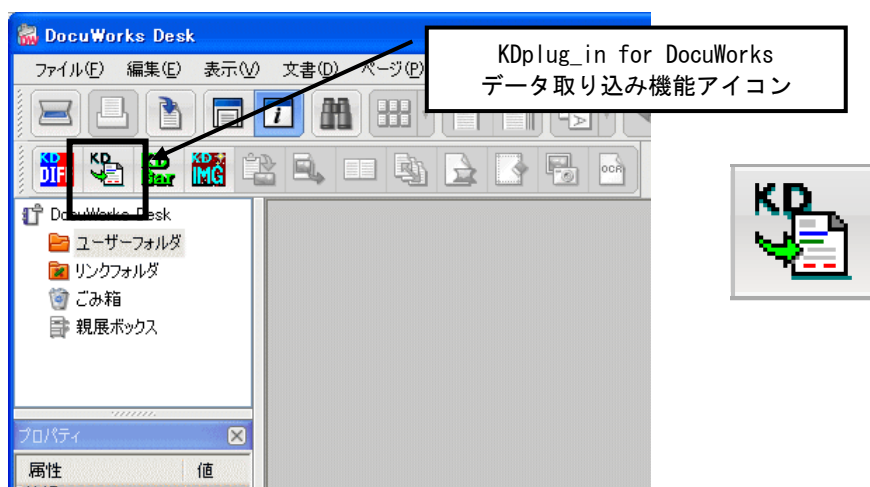 DocuWorks Desk
ファイル(F) 編集(E) 表示(V) 文書(D) ページ(P)
KDplug_in for DocuWorks
データ取り込み機能アイコン
KD DIF KD KD Bar KD IMG OCR
DocuWorks Desk
ユーザーフォルダ
リンクフォルダ
ごみ箱
親展ボックス
KD
プロパティ
属性 値